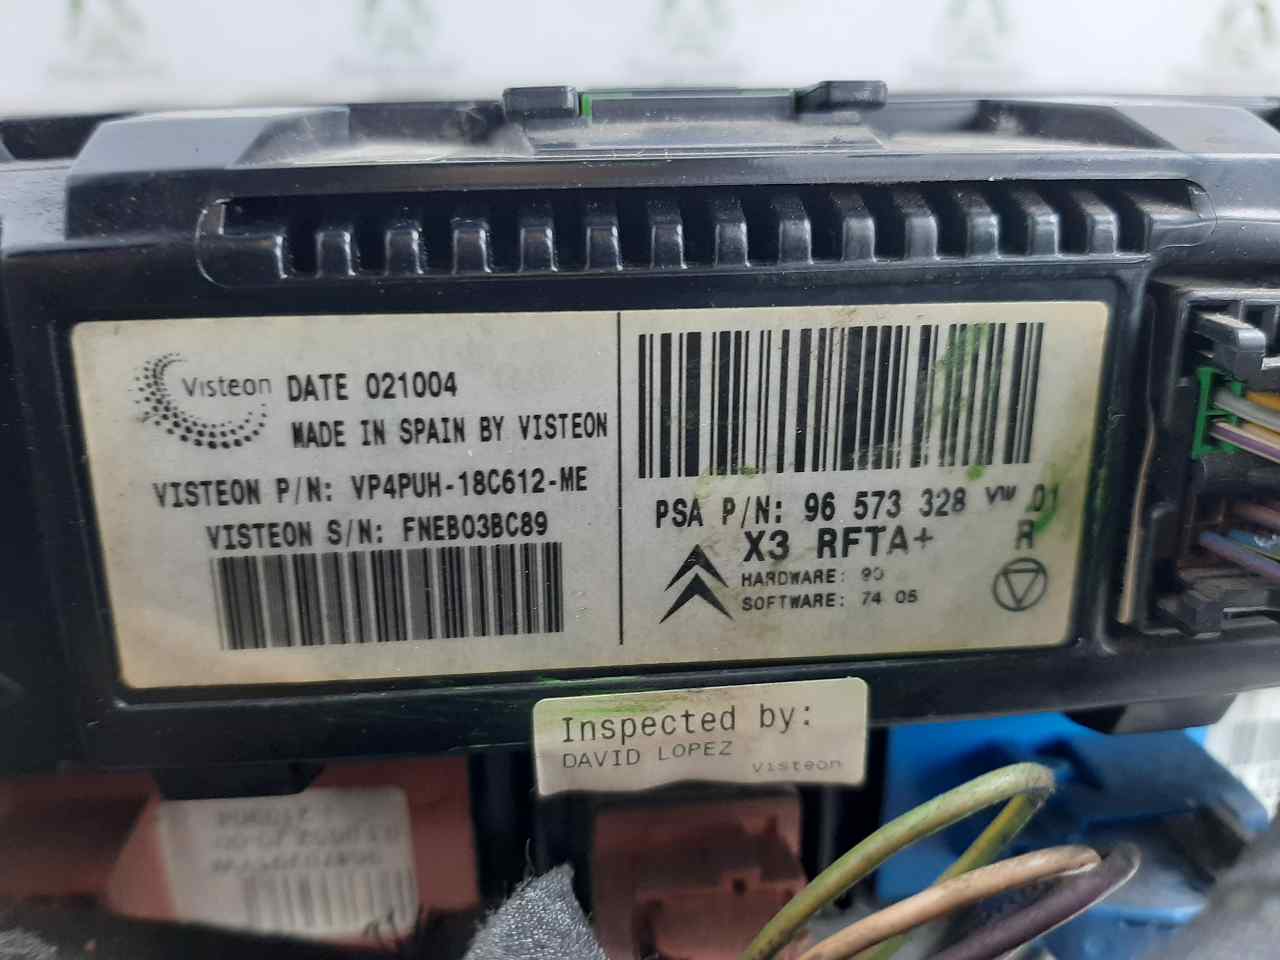 Visteon DATE 021004
MADE IN SPAIN BY VISTEON
VISTEON P/N: VP4PUH-18C612-ME
VISTEON S/N: FNEB03BC89
PSA P/N: 96 573 328 VW 01
X3 RFTA+ R
HARDWARE: 90
SOFTWARE: 74 05
Inspected by:
DAVID LOPEZ
Visteon